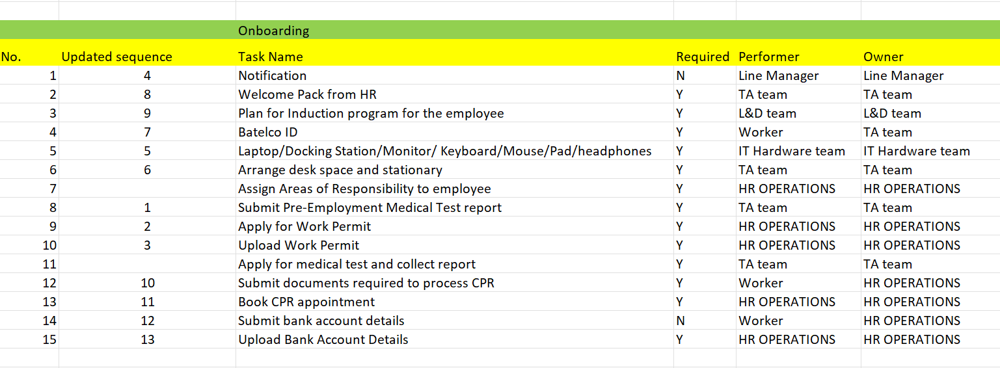 Onboarding
No. Updated sequence Task Name Required Performer Owner
1 4 Notification N Line Manager Line Manager
2 8 Welcome Pack from HR Y TA team TA team
3 9 Plan for Induction program for the employee Y L&D team L&D team
4 7 Batelco ID Y Worker TA team
5 5 Laptop/Docking Station/Monitor/ Keyboard/Mouse/Pad/headphones Y IT Hardware team IT Hardware team
6 6 Arrange desk space and stationary Y TA team TA team
7 Assign Areas of Responsibility to employee Y HR OPERATIONS HR OPERATIONS
8 1 Submit Pre-Employment Medical Test report Y TA team TA team
9 2 Apply for Work Permit Y HR OPERATIONS HR OPERATIONS
10 3 Upload Work Permit Y HR OPERATIONS HR OPERATIONS
11 Apply for medical test and collect report Y TA team TA team
12 10 Submit documents required to process CPR Y Worker HR OPERATIONS
13 11 Book CPR appointment Y HR OPERATIONS HR OPERATIONS
14 12 Submit bank account details N Worker HR OPERATIONS
15 13 Upload Bank Account Details Y HR OPERATIONS HR OPERATIONS